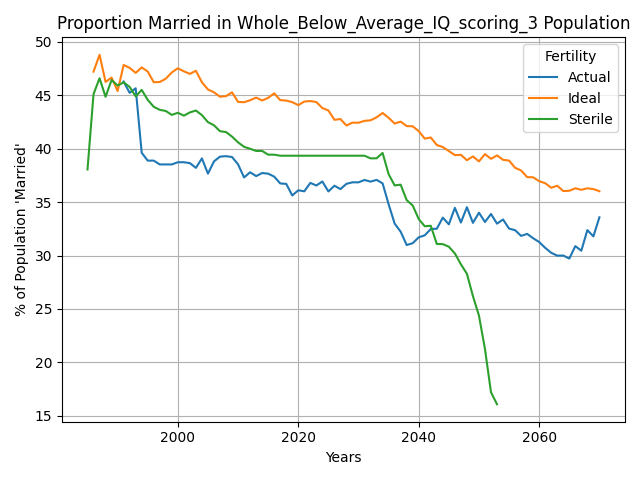 Proportion Married in Whole_Below_Average_IQ_scoring_3 Population
% of Population 'Married'
50
45
40
35
30
25
20
15
Fertility
Actual
Ideal
Sterile
2000 2020 2040 2060
Years